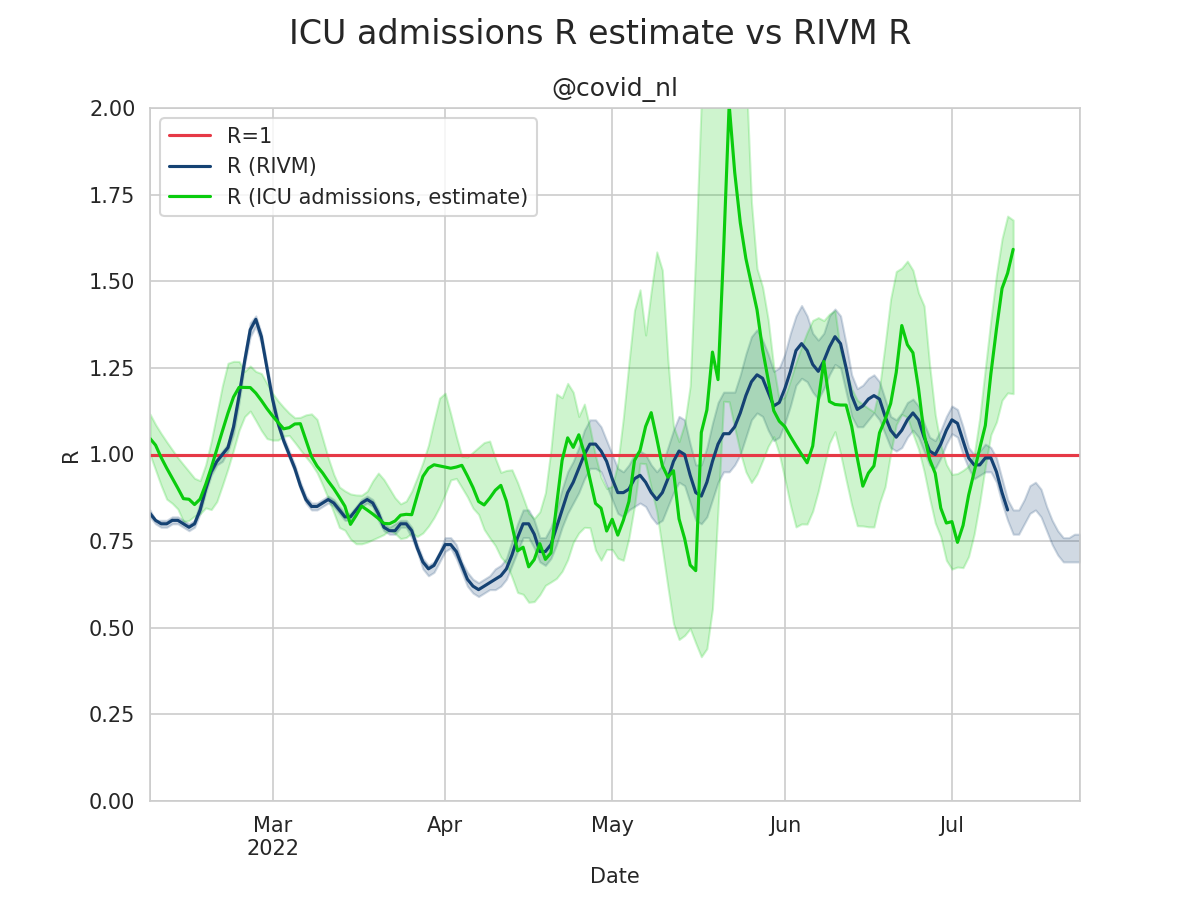 ICU admissions R estimate vs RIVM R
@covid_nl
2.00
R=1
R (RIVM)
R (ICU admissions, estimate)
1.75
1.50
1.25
1.00
R
0.75
0.50
0.25
0.00
Mar Apr May Jun Jul
2022
Date